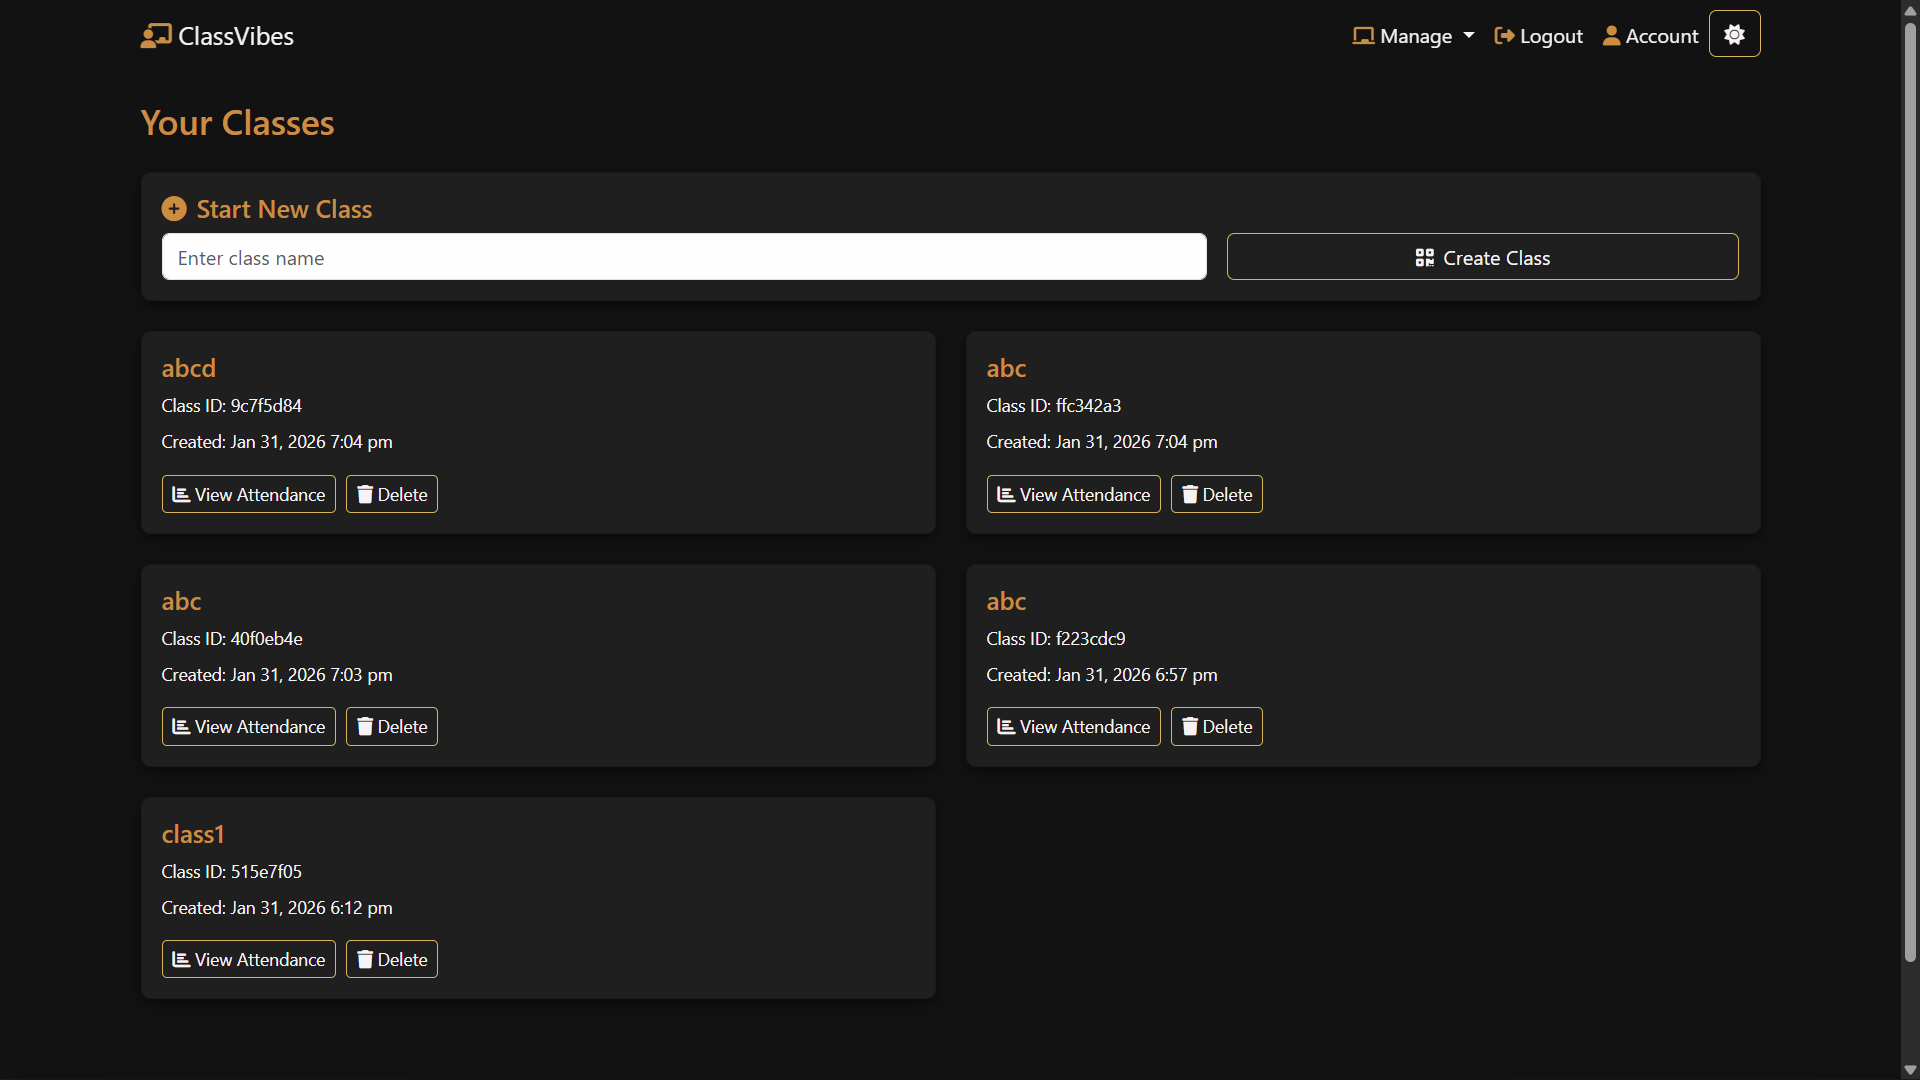 ClassVibes
Manage
Logout
Account
Your Classes
Start New Class
Enter class name
Create Class
abcd
Class ID: 9c7f5d84
Created: Jan 31, 2026 7:04 pm
View Attendance
Delete
abc
Class ID: ffc342a3
Created: Jan 31, 2026 7:04 pm
View Attendance
Delete
abc
Class ID: 40f0eb4e
Created: Jan 31, 2026 7:03 pm
View Attendance
Delete
abc
Class ID: f223cdc9
Created: Jan 31, 2026 6:57 pm
View Attendance
Delete
class1
Class ID: 515e7f05
Created: Jan 31, 2026 6:12 pm
View Attendance
Delete